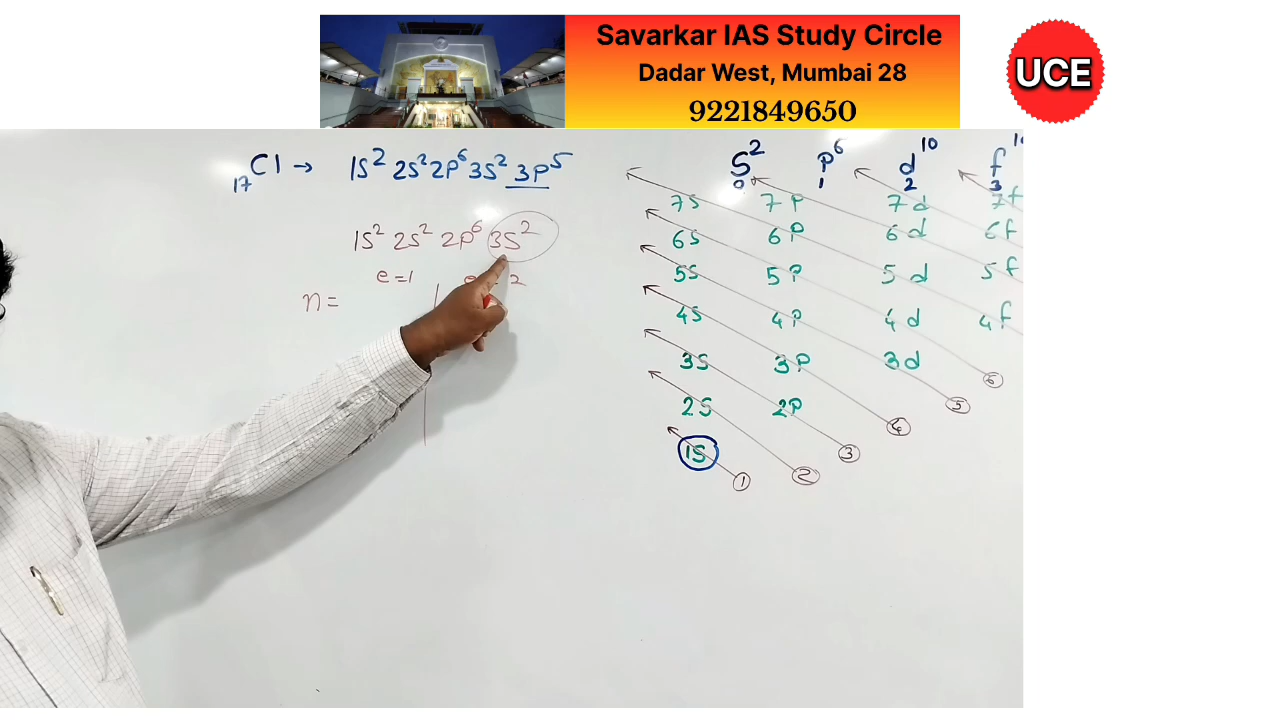 Savarkar IAS Study Circle
Dadar West, Mumbai 28
9221849650
UCE
17Cl → 1S² 2S² 2P⁶ 3S² 3P⁵
1S² 2S² 2P⁶ 3S²
e=1 2
n=
S² P⁶ d¹⁰ f
0 1 2 3
7S 7P 7d 7f
6S 6P 6d 6f
5S 5P 5d 5f
4S 4P 4d 4f
3S 3P 3d
2S 2P
1S
1 2 3 4 5 6